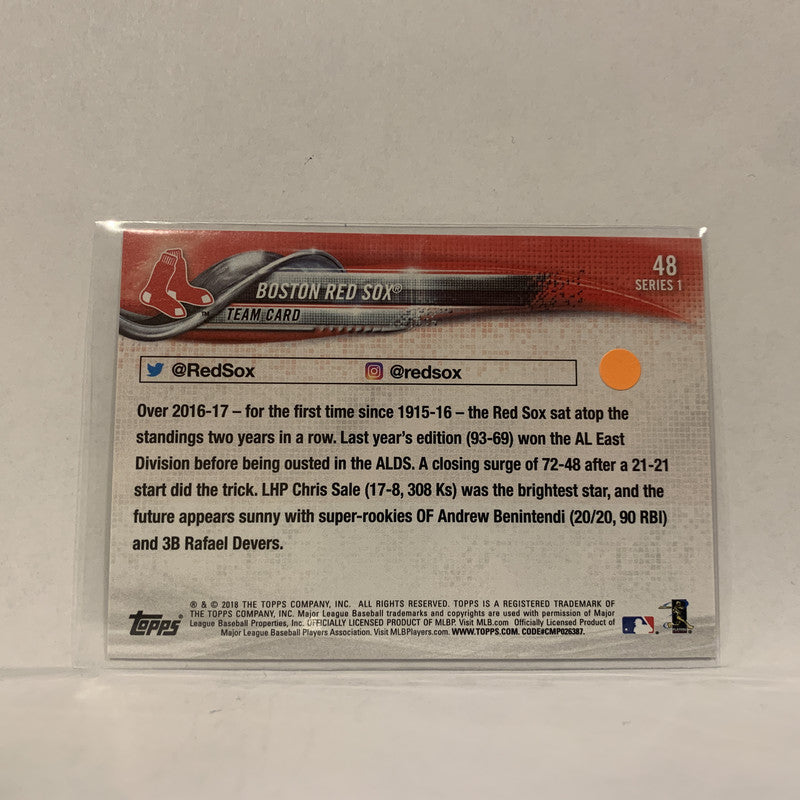 48
SERIES 1
BOSTON RED SOX®
TEAM CARD
@RedSox
@redsox
Over 2016-17 – for the first time since 1915-16 – the Red Sox sat atop the
standings two years in a row. Last year's edition (93-69) won the AL East
Division before being ousted in the ALDS. A closing surge of 72-48 after a 21-21
start did the trick. LHP Chris Sale (17-8, 308 Ks) was the brightest star, and the
future appears sunny with super-rookies OF Andrew Benintendi (20/20, 90 RBI)
and 3B Rafael Devers.
® & © 2018 THE TOPPS COMPANY, INC. ALL RIGHTS RESERVED. TOPPS IS A REGISTERED TRADEMARK OF
THE TOPPS COMPANY, INC. Major League Baseball trademarks and copyrights are used with permission of Major
League Baseball Properties, Inc. OFFICIALLY LICENSED PRODUCT OF MLBP. Visit MLB.com Officially Licensed Product of
Major League Baseball Players Association. Visit MLBPlayers.com. WWW.TOPPS.COM. CODE#CMP026387.
Topps®